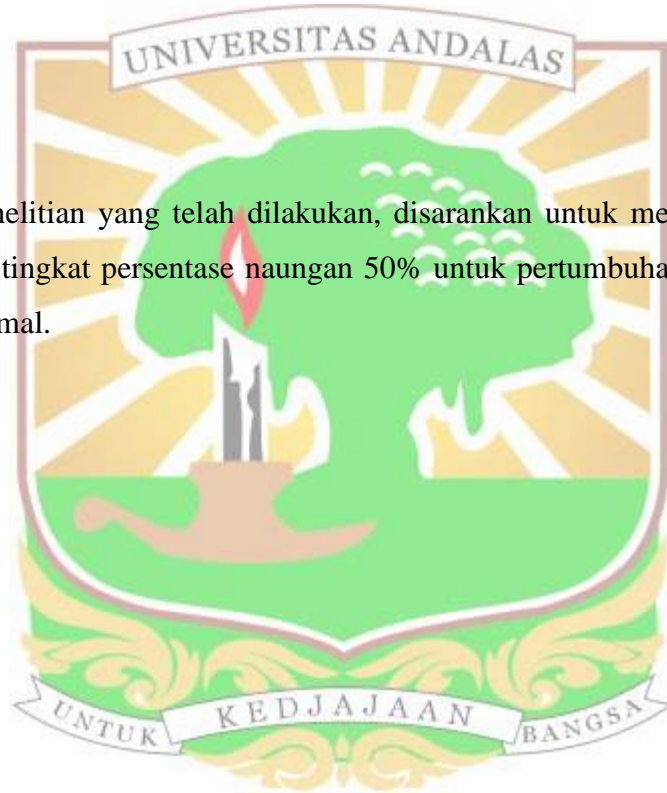 UNIVERSITAS ANDALAS
nelitian yang telah dilakukan, disarankan untuk me
tingkat persentase naungan 50% untuk pertumbuha
mal.
UNTUK KEDJAJAAN BANGSA